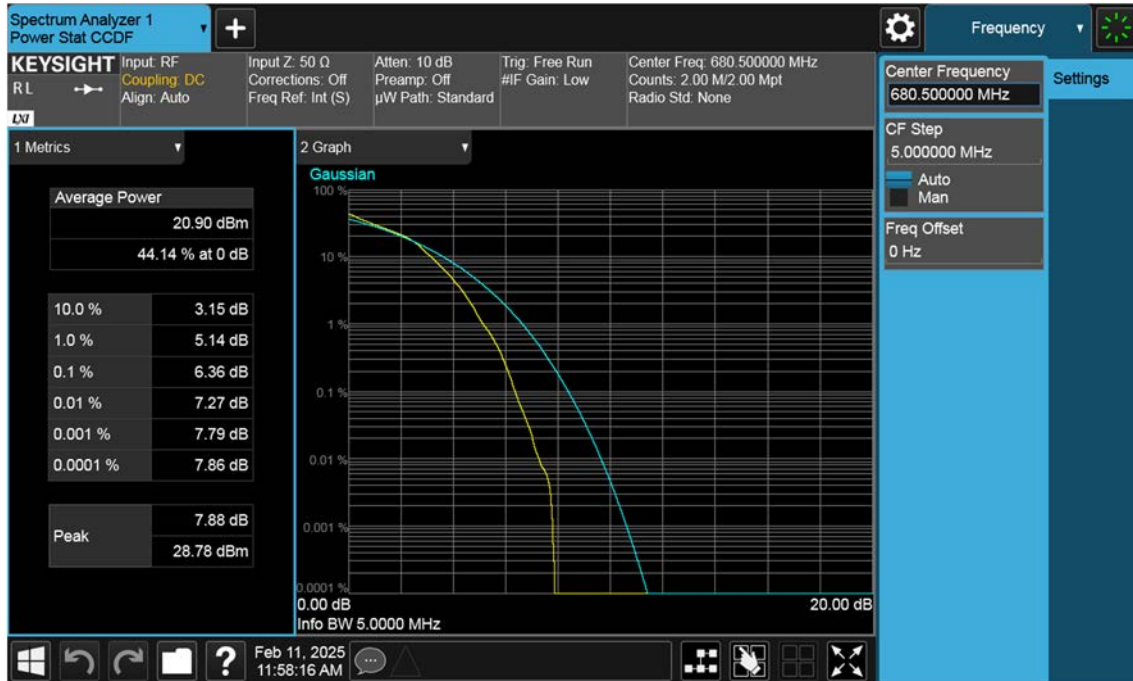 Spectrum Analyzer 1
Power Stat CCDF
Frequency
KEYSIGHT
R L
LXI
Input: RF
Coupling: DC
Align: Auto
Input Z: 50 Ω
Corrections: Off
Freq Ref: Int (S)
Atten: 10 dB
Preamp: Off
µW Path: Standard
Trig: Free Run
#IF Gain: Low
Center Freq: 680.500000 MHz
Counts: 2.00 M/2.00 Mpt
Radio Std: None
Center Frequency
680.500000 MHz
Settings
CF Step
5.000000 MHz
Auto
Man
Freq Offset
0 Hz
1 Metrics
Average Power
20.90 dBm
44.14 % at 0 dB
10.0 % 3.15 dB
1.0 % 5.14 dB
0.1 % 6.36 dB
0.01 % 7.27 dB
0.001 % 7.79 dB
0.0001 % 7.86 dB
Peak
7.88 dB
28.78 dBm
2 Graph
Gaussian
100 %
10 %
1 %
0.1 %
0.01 %
0.001 %
0.0001 %
0.00 dB 20.00 dB
Info BW 5.0000 MHz
?
Feb 11, 2025
11:58:16 AM